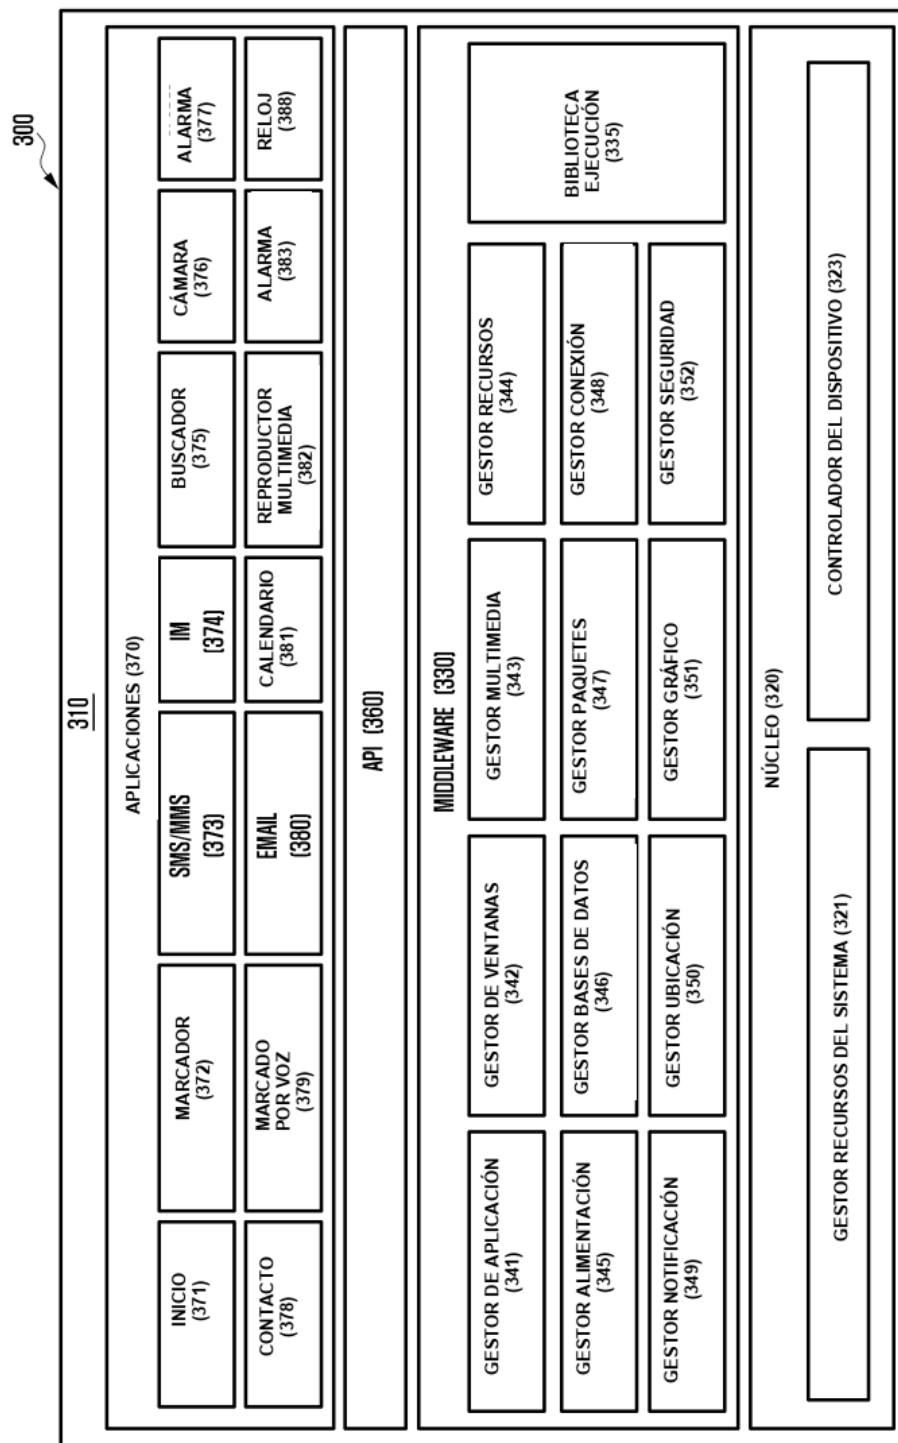 300
310
APLICACIONES (370)
INICIO
(371)
MARCADOR
(372)
SMS/MMS
(373)
IM
(374)
BUSCADOR
(375)
CÁMARA
(376)
ALARMA
(377)
CONTACTO
(378)
MARCADO
POR VOZ
(379)
EMAIL
(380)
CALENDARIO
(381)
REPRODUCTOR
MULTIMEDIA
(382)
ALARMA
(383)
RELOJ
(388)
API (360)
MIDDLEWARE (330)
GESTOR DE APLICACIÓN
(341)
GESTOR DE VENTANAS
(342)
GESTOR MULTIMEDIA
(343)
GESTOR RECURSOS
(344)
GESTOR ALIMENTACIÓN
(345)
GESTOR BASES DE DATOS
(346)
GESTOR PAQUETES
(347)
GESTOR CONEXIÓN
(348)
GESTOR NOTIFICACIÓN
(349)
GESTOR UBICACIÓN
(350)
GESTOR GRÁFICO
(351)
GESTOR SEGURIDAD
(352)
BIBLIOTECA
EJECUCIÓN
(335)
NÚCLEO (320)
GESTOR RECURSOS DEL SISTEMA (321)
CONTROLADOR DEL DISPOSITIVO (323)